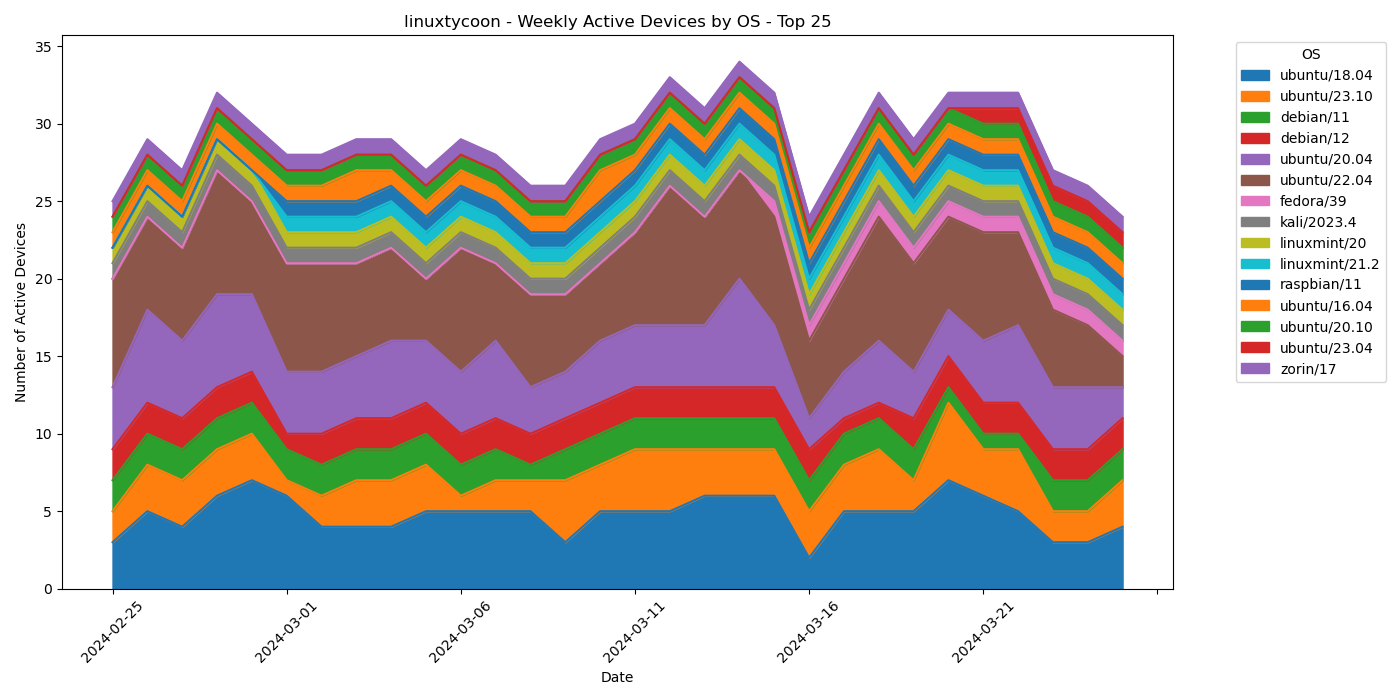 linuxtycoon - Weekly Active Devices by OS - Top 25
35
30
25
20
15
10
5
0
Number of Active Devices
2024-02-25
2024-03-01
2024-03-06
2024-03-11
2024-03-16
2024-03-21
Date
OS
ubuntu/18.04
ubuntu/23.10
debian/11
debian/12
ubuntu/20.04
ubuntu/22.04
fedora/39
kali/2023.4
linuxmint/20
linuxmint/21.2
raspbian/11
ubuntu/16.04
ubuntu/20.10
ubuntu/23.04
zorin/17